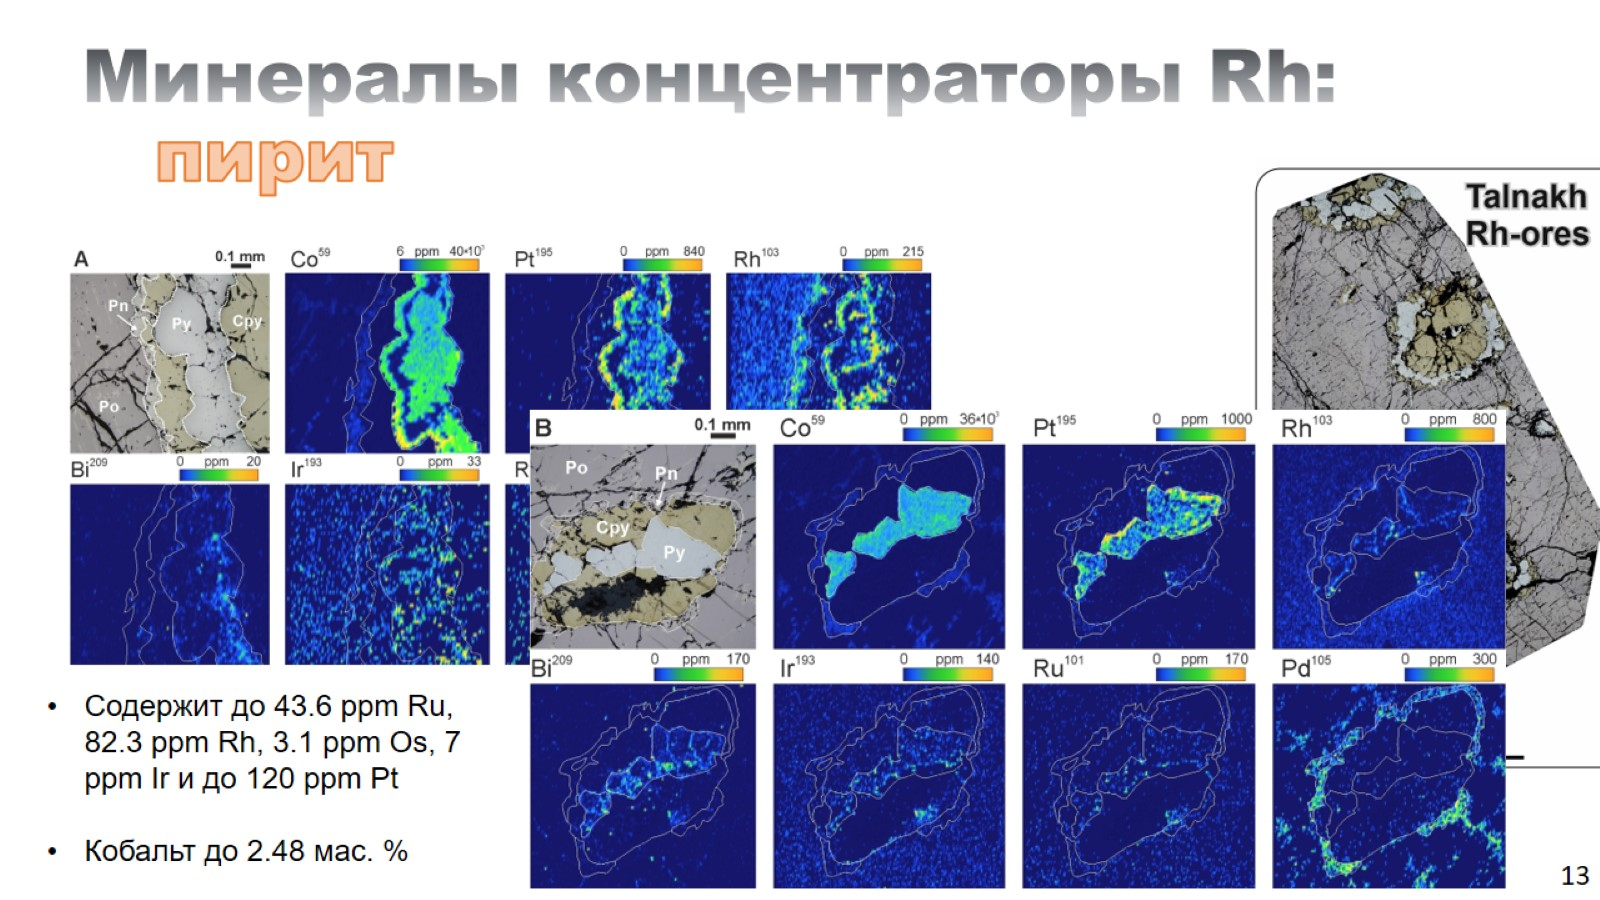 Минералы концентраторы Rh:
пирит
Talnakh
Rh-ores
A
0.1 mm
Pn
Py
Cpy
Po
Co⁵⁹
6 ppm 40*10³
Pt¹⁹⁵
0 ppm 840
Rh¹⁰³
0 ppm 215
Bi²⁰⁹
0 ppm 20
Ir¹⁹³
0 ppm 33
R
B
0.1 mm
Po
Pn
Cpy
Py
Co⁵⁹
0 ppm 36*10³
Pt¹⁹⁵
0 ppm 1000
Rh¹⁰³
0 ppm 800
Bi²⁰⁹
0 ppm 170
Ir¹⁹³
0 ppm 140
Ru¹⁰¹
0 ppm 170
Pd¹⁰⁵
0 ppm 300
• Содержит до 43.6 ppm Ru,
82.3 ppm Rh, 3.1 ppm Os, 7
ppm Ir и до 120 ppm Pt
• Кобальт до 2.48 мас. %
13